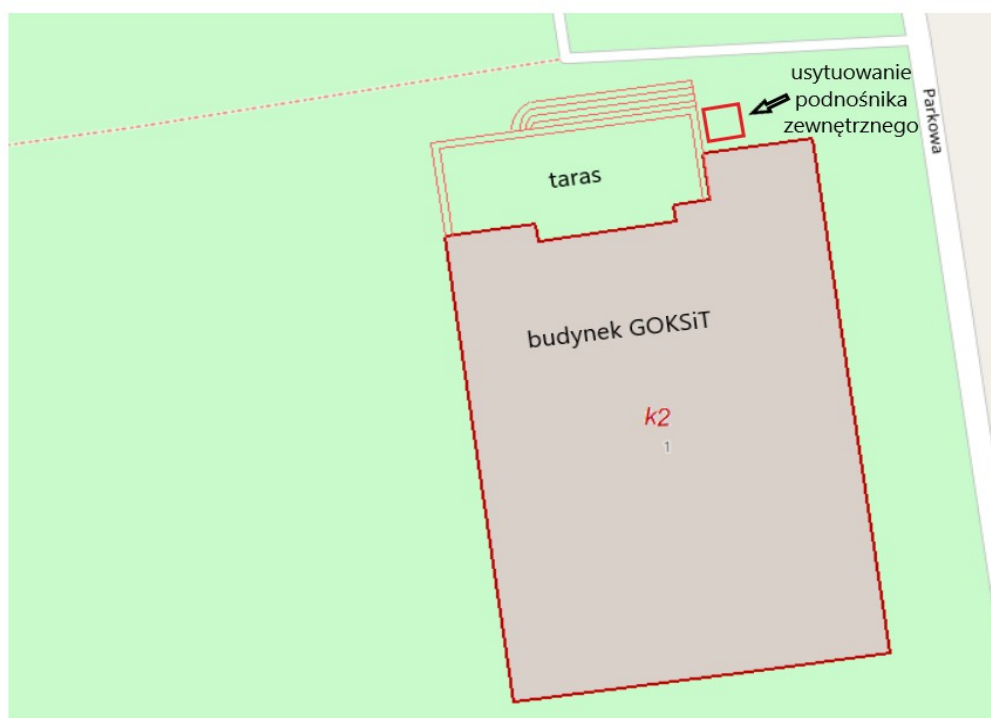 usytuowanie
podnośnika
zewnętrznego
Parkowa
taras
budynek GOKSiT
k2
1